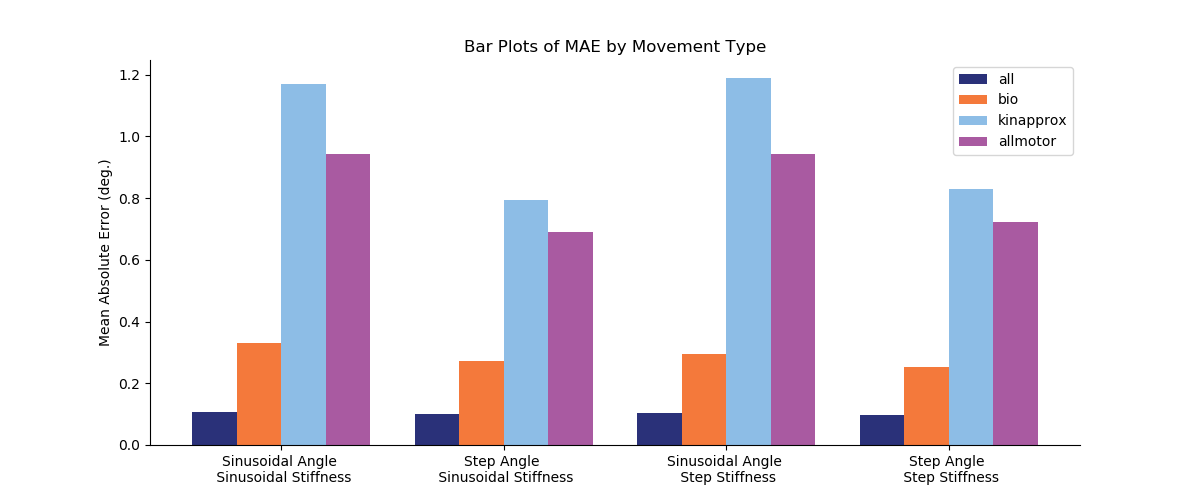 Bar Plots of MAE by Movement Type
all
bio
kinapprox
allmotor
Mean Absolute Error (deg.)
1.2
1.0
0.8
0.6
0.4
0.2
0.0
Sinusoidal Angle
Sinusoidal Stiffness
Step Angle
Sinusoidal Stiffness
Sinusoidal Angle
Step Stiffness
Step Angle
Step Stiffness